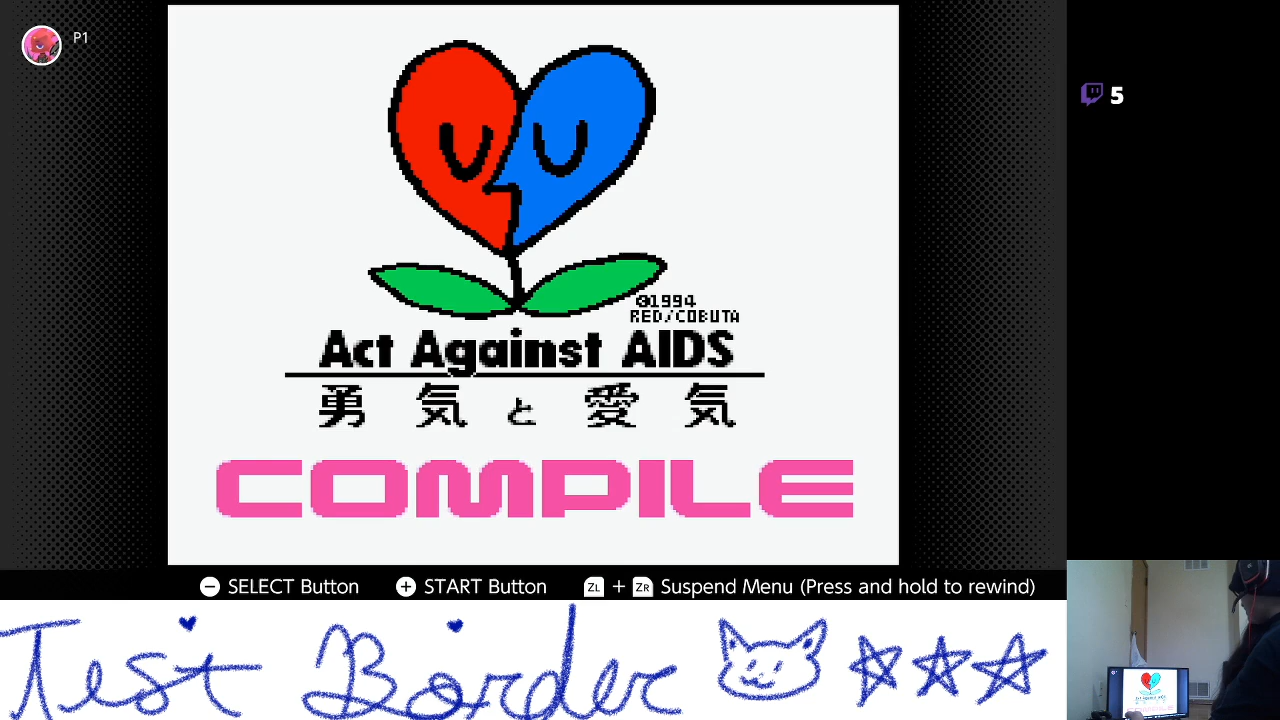 P1
5
©1994
RED/COBUTA
Act Against AIDS
勇気と愛気
COMPILE
SELECT Button
START Button
ZL + ZR Suspend Menu (Press and hold to rewind)
Test Border